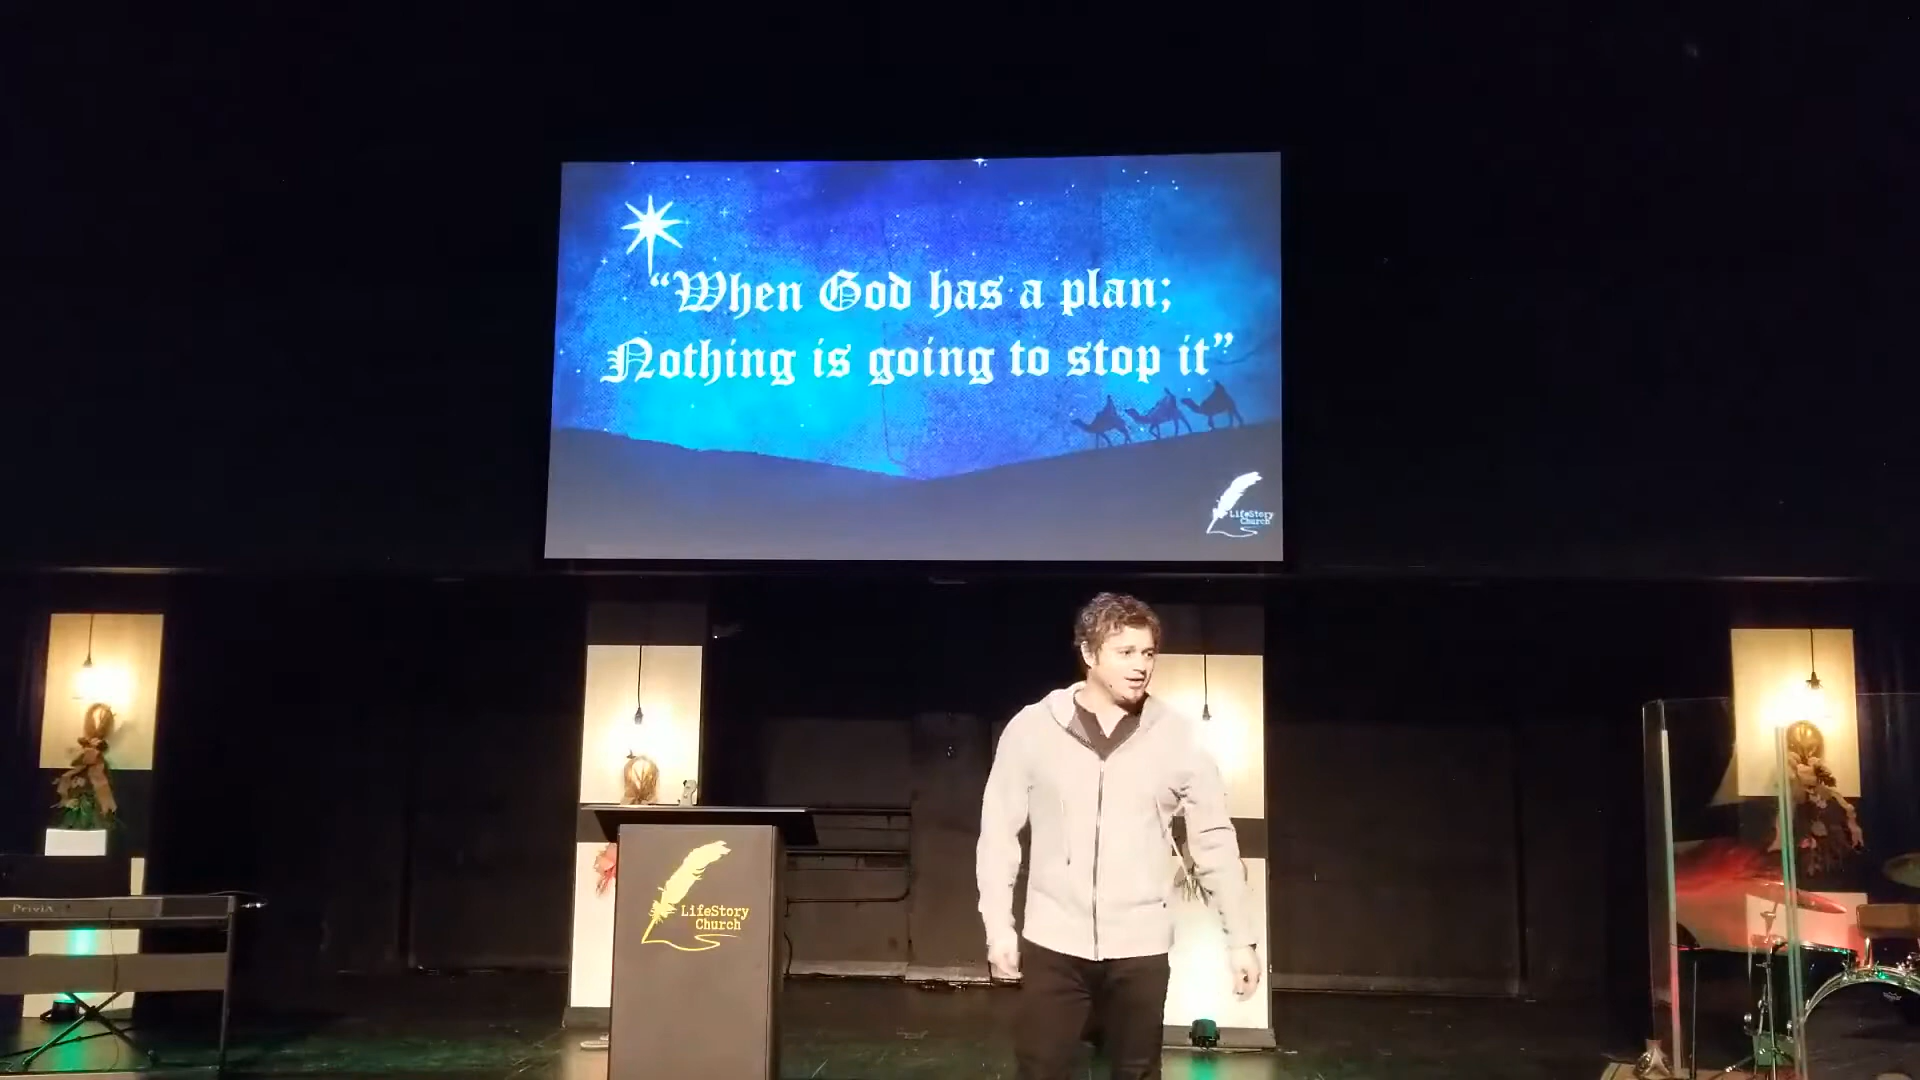 “When God has a plan;
Nothing is going to stop it”
LifeStory
Church
LifeStory
Church
Privia